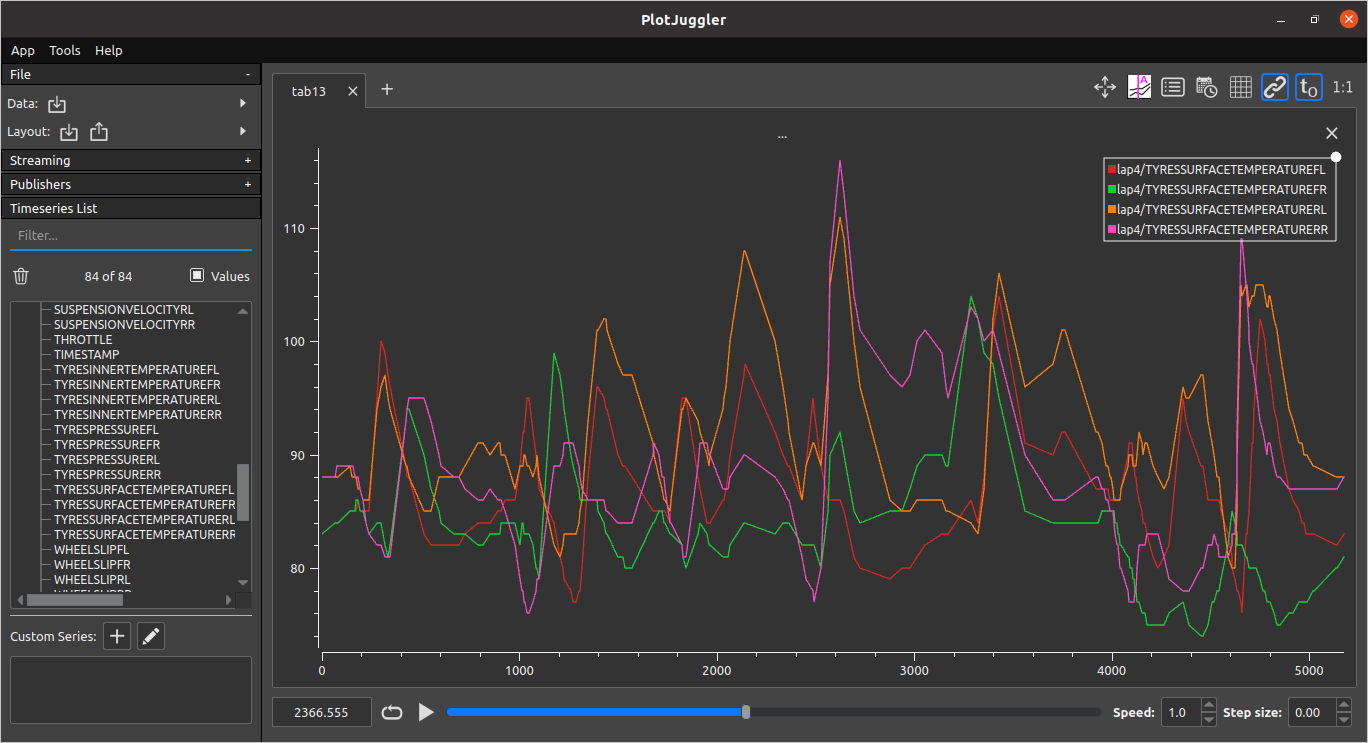 PlotJuggler
App Tools Help
File -
Data:
Layout:
Streaming +
Publishers +
Timeseries List
Filter...
84 of 84 Values
SUSPENSIONVELOCITYRL
SUSPENSIONVELOCITYRR
THROTTLE
TIMESTAMP
TYRESINNERTEMPERATUREFL
TYRESINNERTEMPERATUREFR
TYRESINNERTEMPERATURERL
TYRESINNERTEMPERATURERR
TYRESPRESSUREFL
TYRESPRESSUREFR
TYRESPRESSURERL
TYRESPRESSURERR
TYRESSURFACETEMPERATUREFL
TYRESSURFACETEMPERATUREFR
TYRESSURFACETEMPERATURERL
TYRESSURFACETEMPERATURERR
WHEELSLIPFL
WHEELSLIPFR
WHEELSLIPRL
Custom Series:
tab13
A
t0
1:1
...
lap4/TYRESSURFACETEMPERATUREFL
lap4/TYRESSURFACETEMPERATUREFR
lap4/TYRESSURFACETEMPERATURERL
lap4/TYRESSURFACETEMPERATURERR
110
100
90
80
0 1000 2000 3000 4000 5000
2366.555 Speed: 1.0 Step size: 0.00